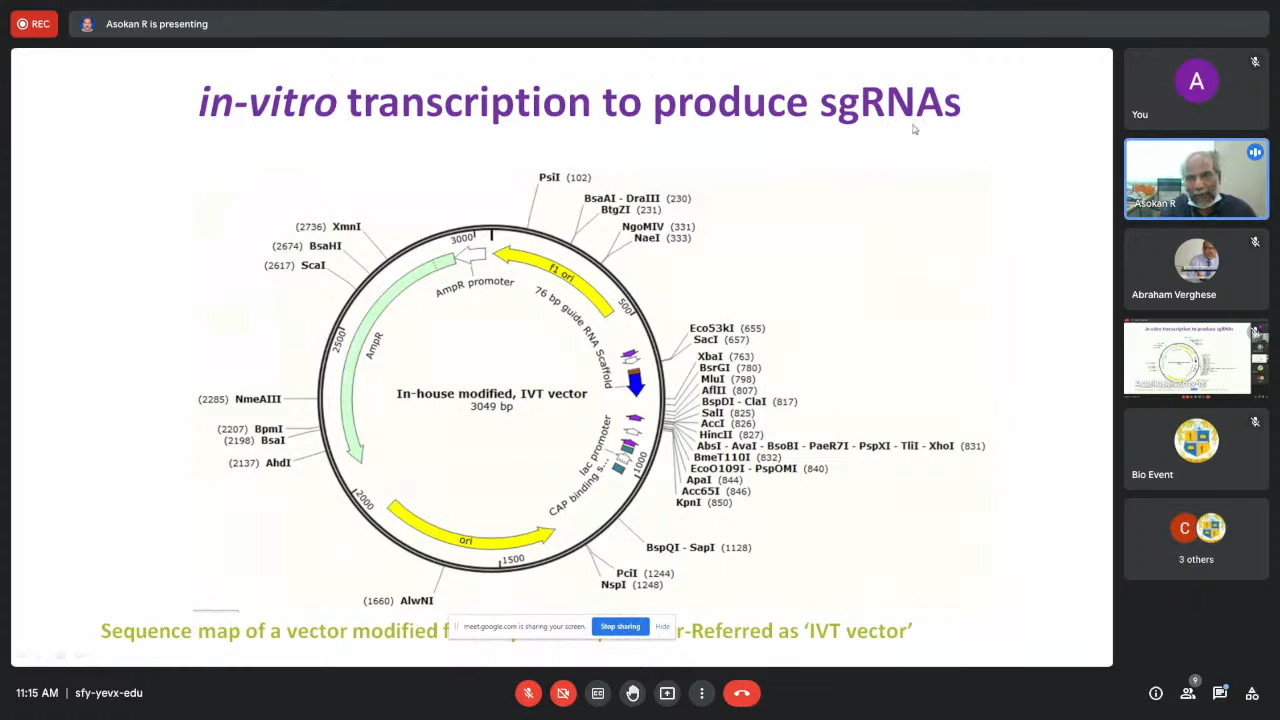 REC
Asokan R is presenting
in-vitro transcription to produce sgRNAs
PsiI (102)
BsaAI - DraIII (230)
BtgZI (231)
NgoMIV (331)
NaeI (333)
(2736) XmnI
(2674) BsaHI
(2617) ScaI
3000
f1 ori
AmpR promoter
76 bp guide RNA Scaffold
500
Eco53kI (655)
SacI (657)
XbaI (763)
BsrGI (780)
MluI (798)
AflII (807)
BspDI - ClaI (817)
SalI (825)
AccI (826)
HincII (827)
AbsI - AvaI - BsoBI - PaeR7I - PspXI - TliI - XhoI (831)
BmeT110I (832)
EcoO109I - PspOMI (840)
ApaI (844)
Acc65I (846)
KpnI (850)
2500
AmpR
In-house modified, IVT vector
3049 bp
(2285) NmeAIII
(2207) BpmI
(2198) BsaI
(2137) AhdI
lac promoter
CAP binding s...
1000
2000
ori
1500
BspQI - SapI (1128)
PciI (1244)
NspI (1248)
(1660) AlwNI
Sequence map of a vector modified
r-Referred as ‘IVT vector’
meet.google.com is sharing your screen.
Stop sharing
Hide
A
You
Asokan R
Abraham Verghese
in-vitro transcription to produce sgRNAs
Bio Event
C
3 others
11:15 AM | sfy-yevx-edu
9